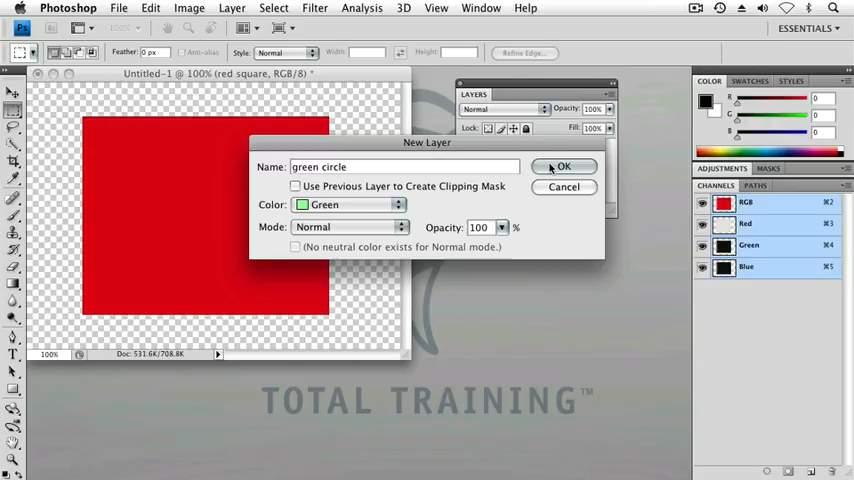 Photoshop File Edit Image Layer Select Filter Analysis 3D View Window Help
Ps 100% ESSENTIALS
Feather: 0 px Anti-alias Style: Normal Width: Height: Refine Edge...
Untitled-1 @ 100% (red square, RGB/8) *
LAYERS
Normal Opacity: 100%
Lock: Fill: 100%
COLOR SWATCHES STYLES
R 0
G 0
B 0
ADJUSTMENTS MASKS
CHANNELS PATHS
RGB ⌘2
Red ⌘3
Green ⌘4
Blue ⌘5
New Layer
Name: green circle OK
Use Previous Layer to Create Clipping Mask Cancel
Color: Green
Mode: Normal Opacity: 100 %
(No neutral color exists for Normal mode.)
100% Doc: 531.6K/708.8K
TOTAL TRAINING™